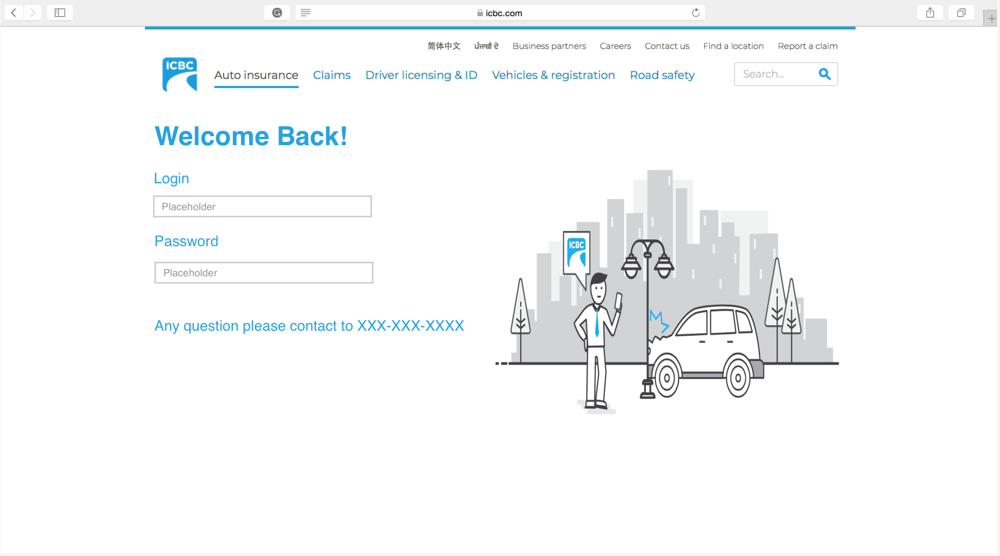 icbc.com
简体中文 ਪੰਜਾਬੀ ਦੇ Business partners Careers Contact us Find a location Report a claim
ICBC
Auto insurance Claims Driver licensing & ID Vehicles & registration Road safety Search...
Welcome Back!
Login
Placeholder
Password
Placeholder
ICBC
Any question please contact to XXX-XXX-XXXX